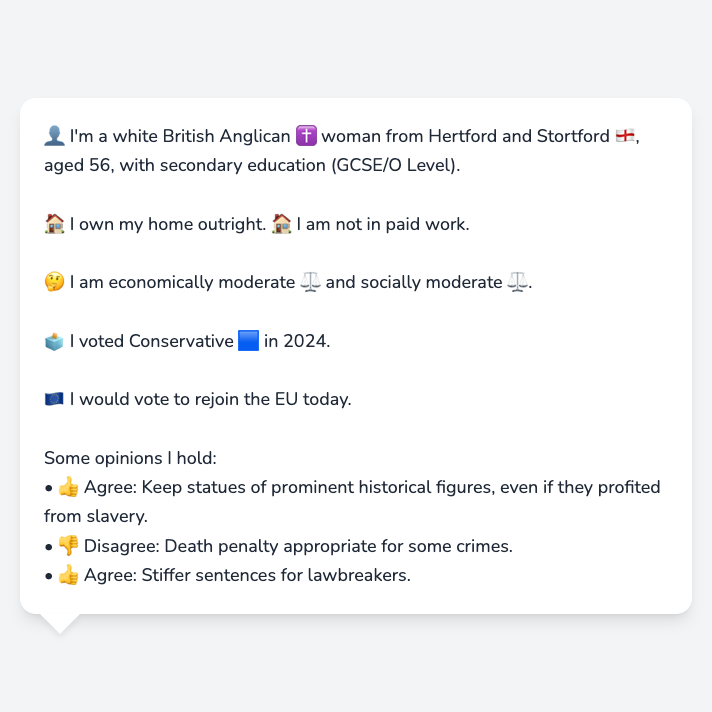 👤 I'm a white British Anglican ✝️ woman from Hertford and Stortford 🏴󠁧󠁢󠁥󠁮󠁧󠁿,
aged 56, with secondary education (GCSE/O Level).
🏠 I own my home outright. 🏠 I am not in paid work.
🤔 I am economically moderate ⚖️ and socially moderate ⚖️.
🗳️ I voted Conservative 🟦 in 2024.
🇪🇺 I would vote to rejoin the EU today.
Some opinions I hold:
• 👍 Agree: Keep statues of prominent historical figures, even if they profited
from slavery.
• 👎 Disagree: Death penalty appropriate for some crimes.
• 👍 Agree: Stiffer sentences for lawbreakers.